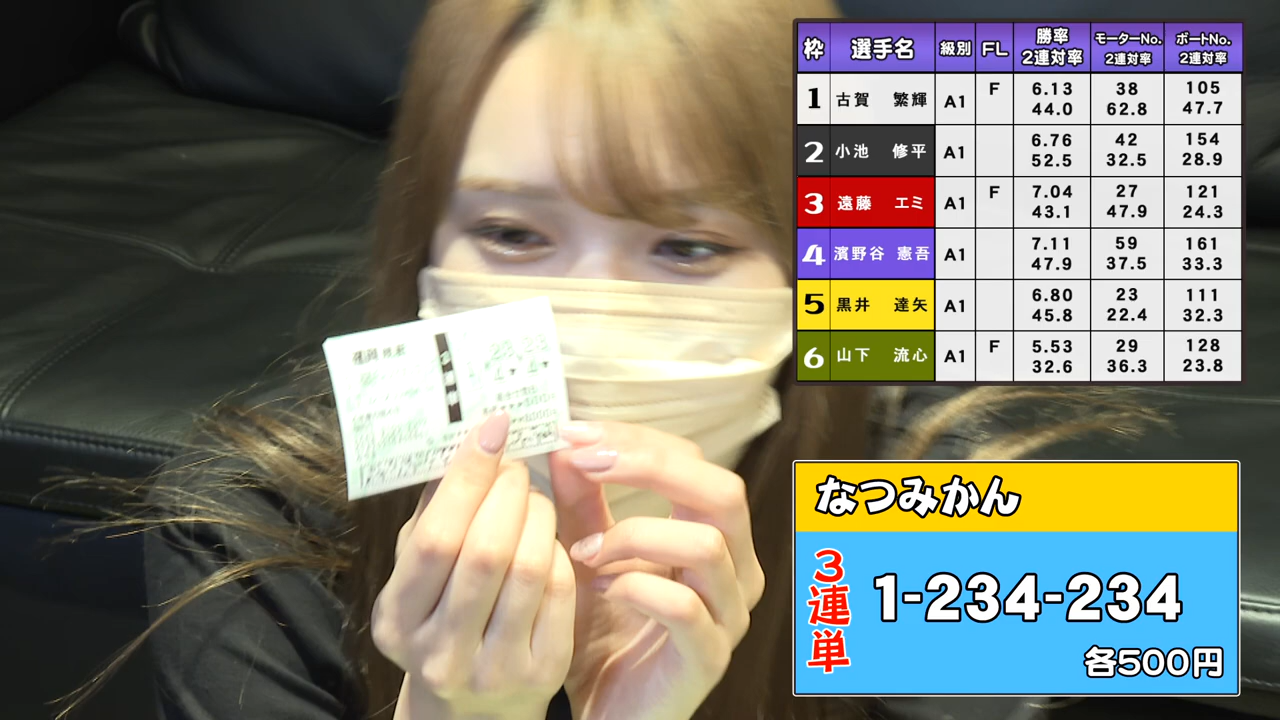 枠 選手名 級別 FL 勝率 2連対率 モーターNo. 2連対率 ボートNo. 2連対率
1 古賀 繁輝 A1 F 6.13 44.0 38 62.8 105 47.7
2 小池 修平 A1 6.76 52.5 42 32.5 154 28.9
3 遠藤 エミ A1 F 7.04 43.1 27 47.9 121 24.3
4 濱野谷 憲吾 A1 7.11 47.9 59 37.5 161 33.3
5 黒井 達矢 A1 6.80 45.8 23 22.4 111 32.3
6 山下 流心 A1 F 5.53 32.6 29 36.3 128 23.8
なつみかん
3連単
1-234-234
各500円